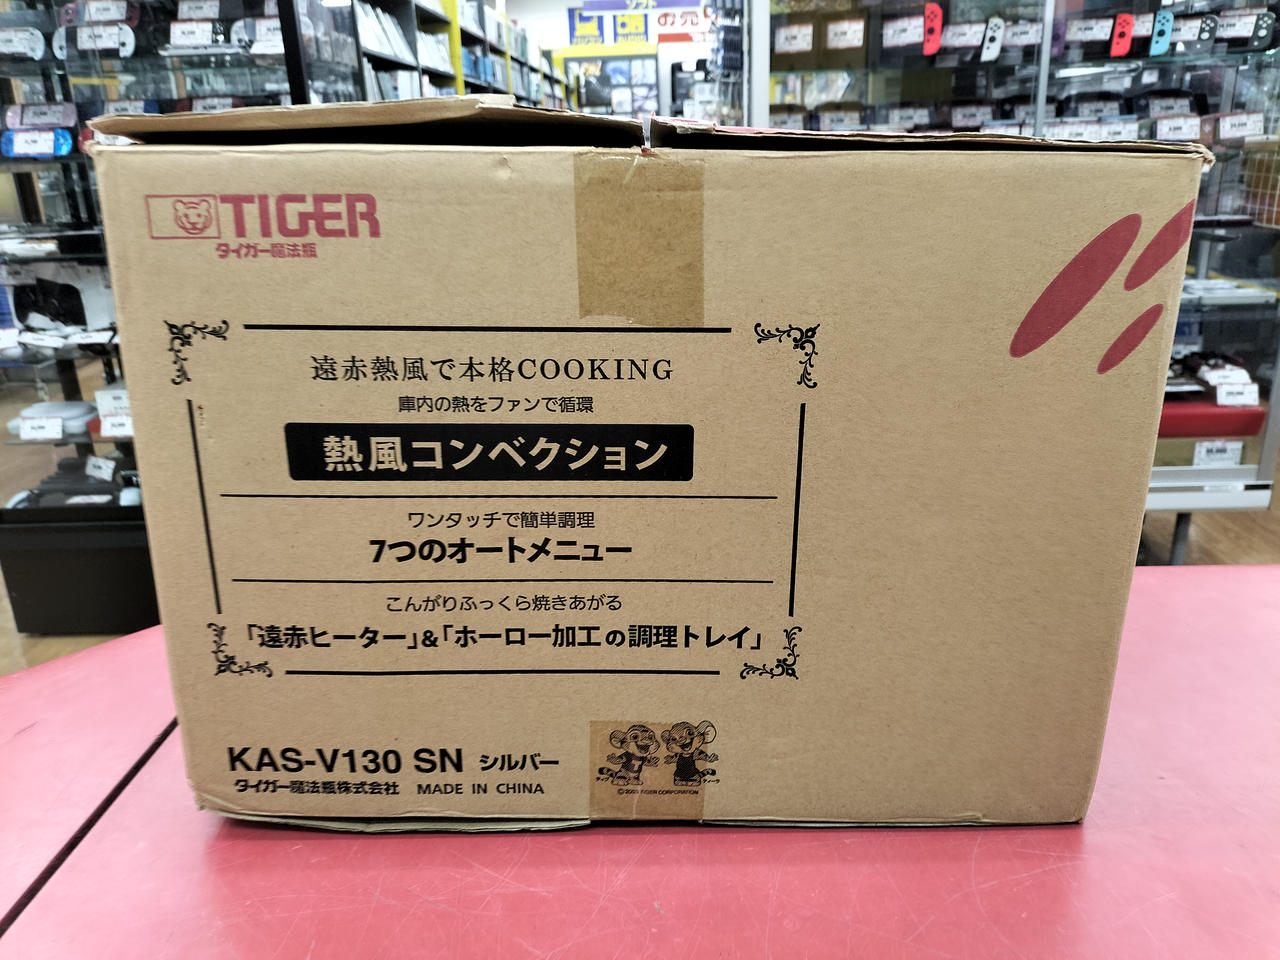 TIGER
タイガー魔法瓶
遠赤熱風で本格COOKING
庫内の熱をファンで循環
熱風コンベクション
ワンタッチで簡単調理
7つのオートメニュー
こんがりふっくら焼きあがる
「遠赤ヒーター」&「ホーロー加工の調理トレイ」
KAS-V130 SN シルバー
タイガー魔法瓶株式会社 MADE IN CHINA
ソフト
お売り